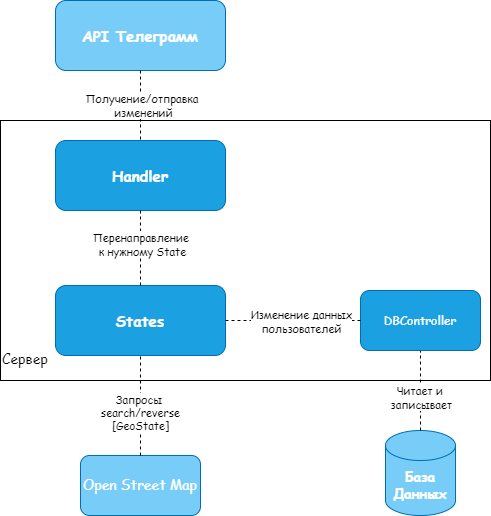 API Телеграмм
Получение/отправка
изменений
Handler
Перенаправление
к нужному State
States
Изменение данных
пользователей
DBController
Сервер
Запросы
search/reverse
[GeoState]
Читает и
записывает
Open Street Map
База
Данных